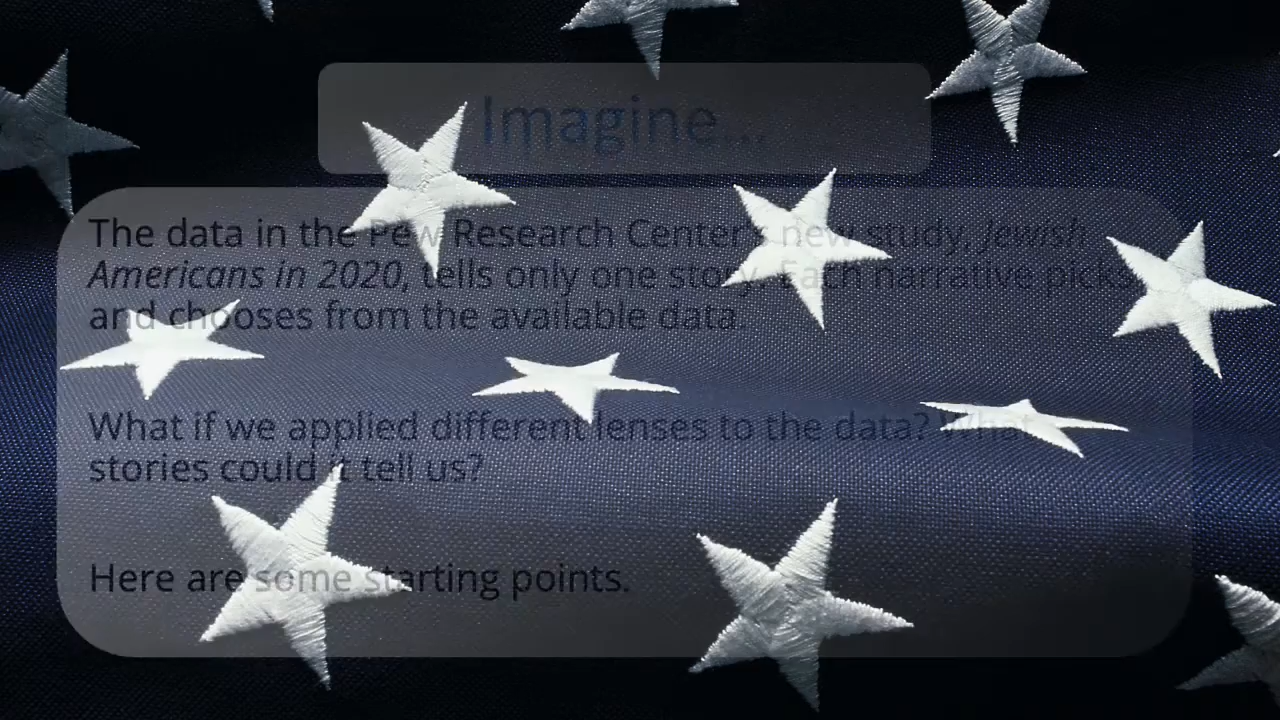 Imagine...
The data in the Pew Research Center's new study, Jewish
Americans in 2020, tells only one story. Each narrative picks
and chooses from the available data.
What if we applied different lenses to the data? What
stories could it tell us?
Here are some starting points.